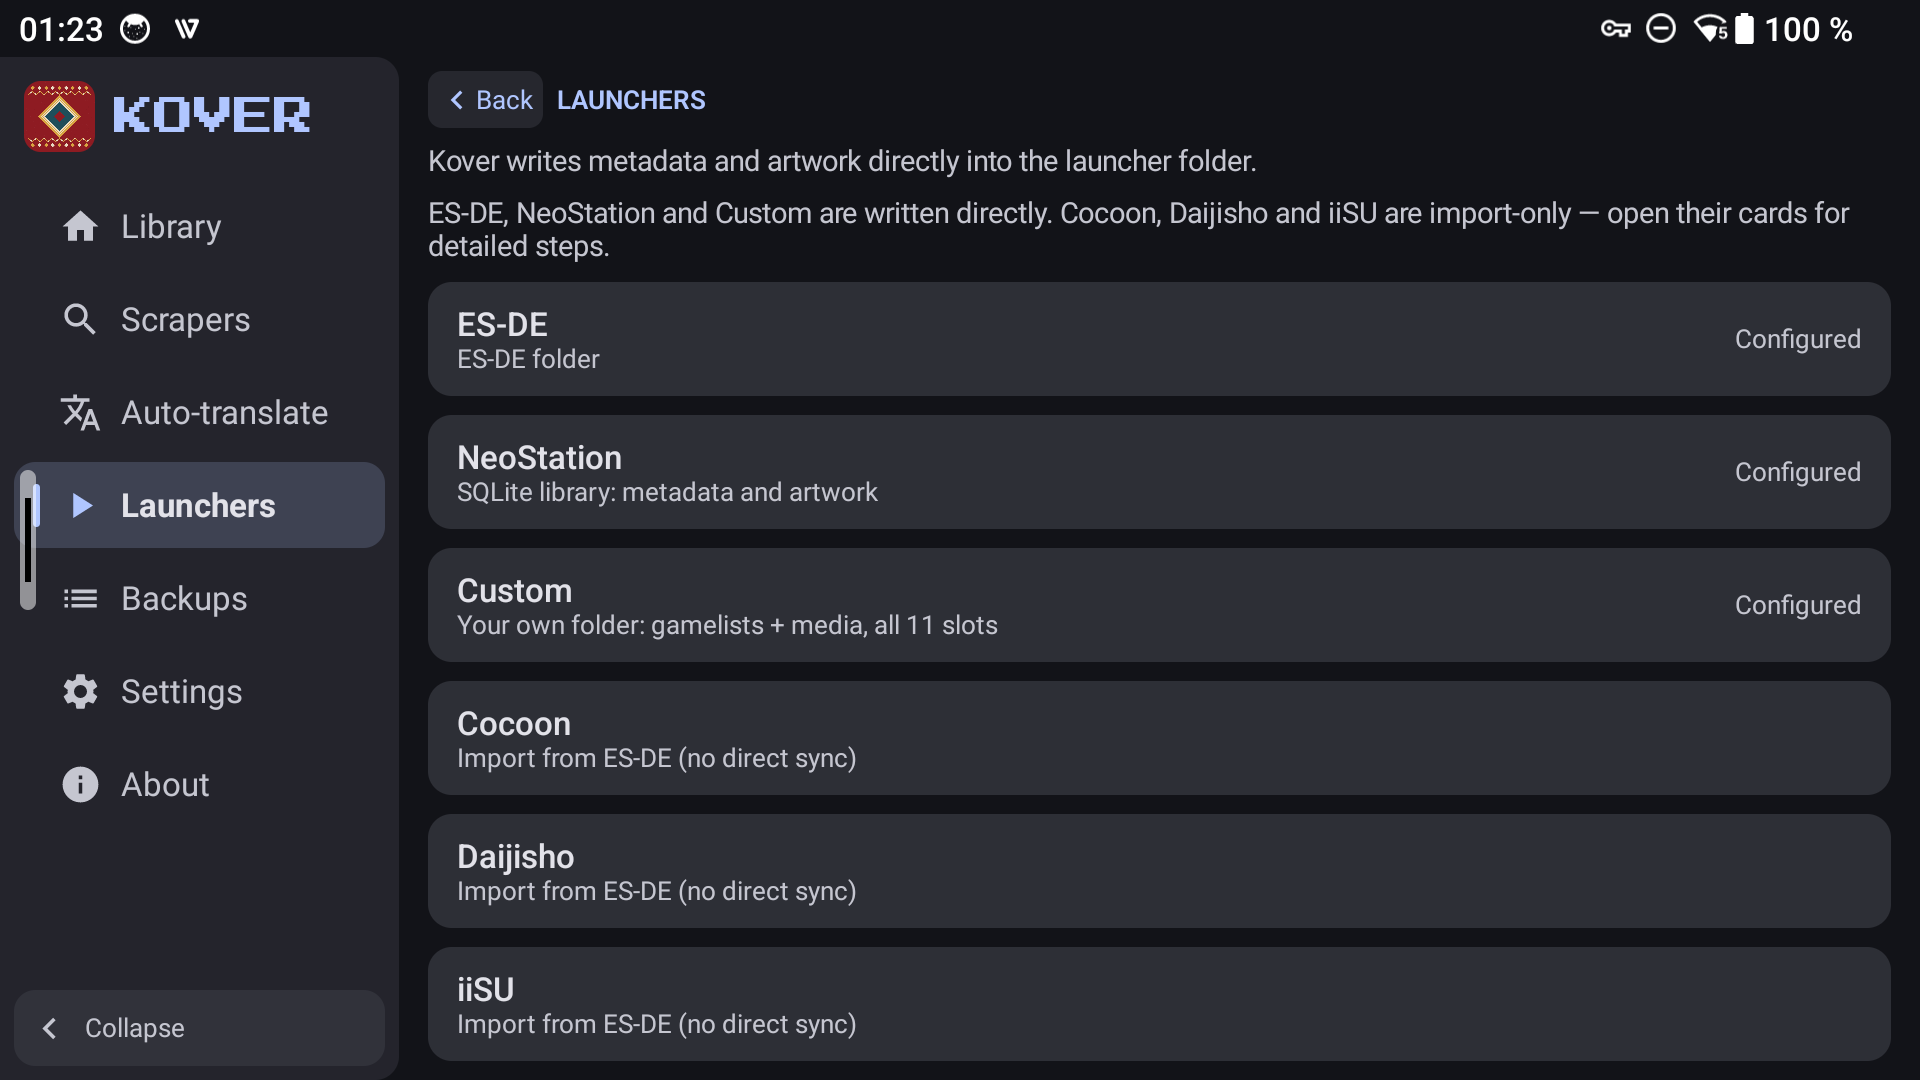 01:23
5 100 %
KOVER
Library
Scrapers
Auto-translate
Launchers
Backups
Settings
About
Collapse
Back LAUNCHERS
Kover writes metadata and artwork directly into the launcher folder.
ES-DE, NeoStation and Custom are written directly. Cocoon, Daijisho and iiSU are import-only — open their cards for
detailed steps.
ES-DE
ES-DE folder
Configured
NeoStation
SQLite library: metadata and artwork
Configured
Custom
Your own folder: gamelists + media, all 11 slots
Configured
Cocoon
Import from ES-DE (no direct sync)
Daijisho
Import from ES-DE (no direct sync)
iiSU
Import from ES-DE (no direct sync)